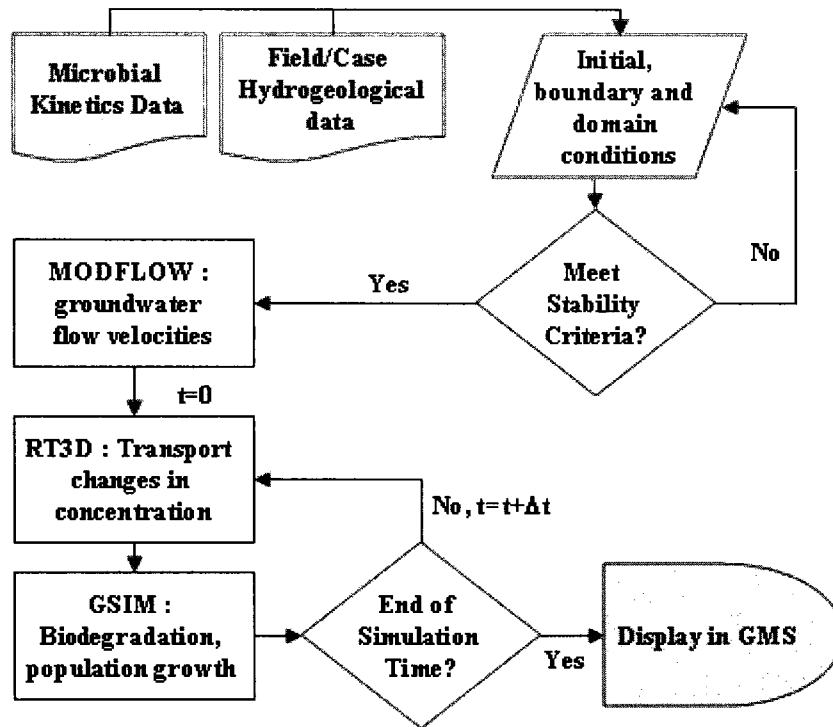 Microbial
Kinetics Data
Field/Case
Hydrogeological
data
Initial,
boundary and
domain
conditions
No
Meet
Stability
Criteria?
Yes
MODFLOW :
groundwater
flow velocities
t=0
RT3D : Transport
changes in
concentration
No, t=t+Δt
GSIM :
Biodegradation,
population growth
End of
Simulation
Time?
Yes
Display in GMS